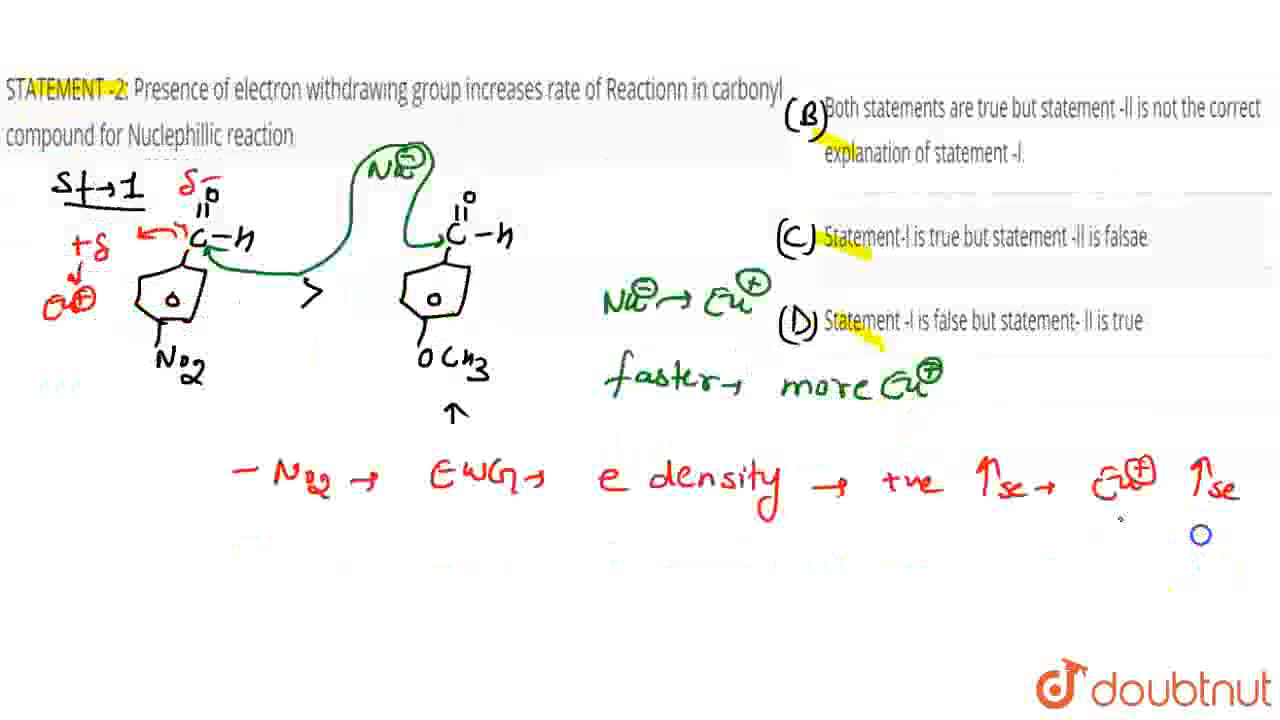 STATEMENT -2: Presence of electron withdrawing group increases rate of Reactionn in carbonyl
compound for Nuclephillic reaction
(B) Both statements are true but statement -II is not the correct
explanation of statement -I.
(C) Statement-I is true but statement -II is falsae
(D) Statement -I is false but statement- II is true
St → 1
δ-
O
C-H
+δ
NO2
>
Nu⊖
O
C-H
OCH3
Nu⊖ → Eu⊕
faster → more Eu⊕
- NO2 → EWG → e density → +ve ↑se → Eu⊕ ↑se
doubtnut